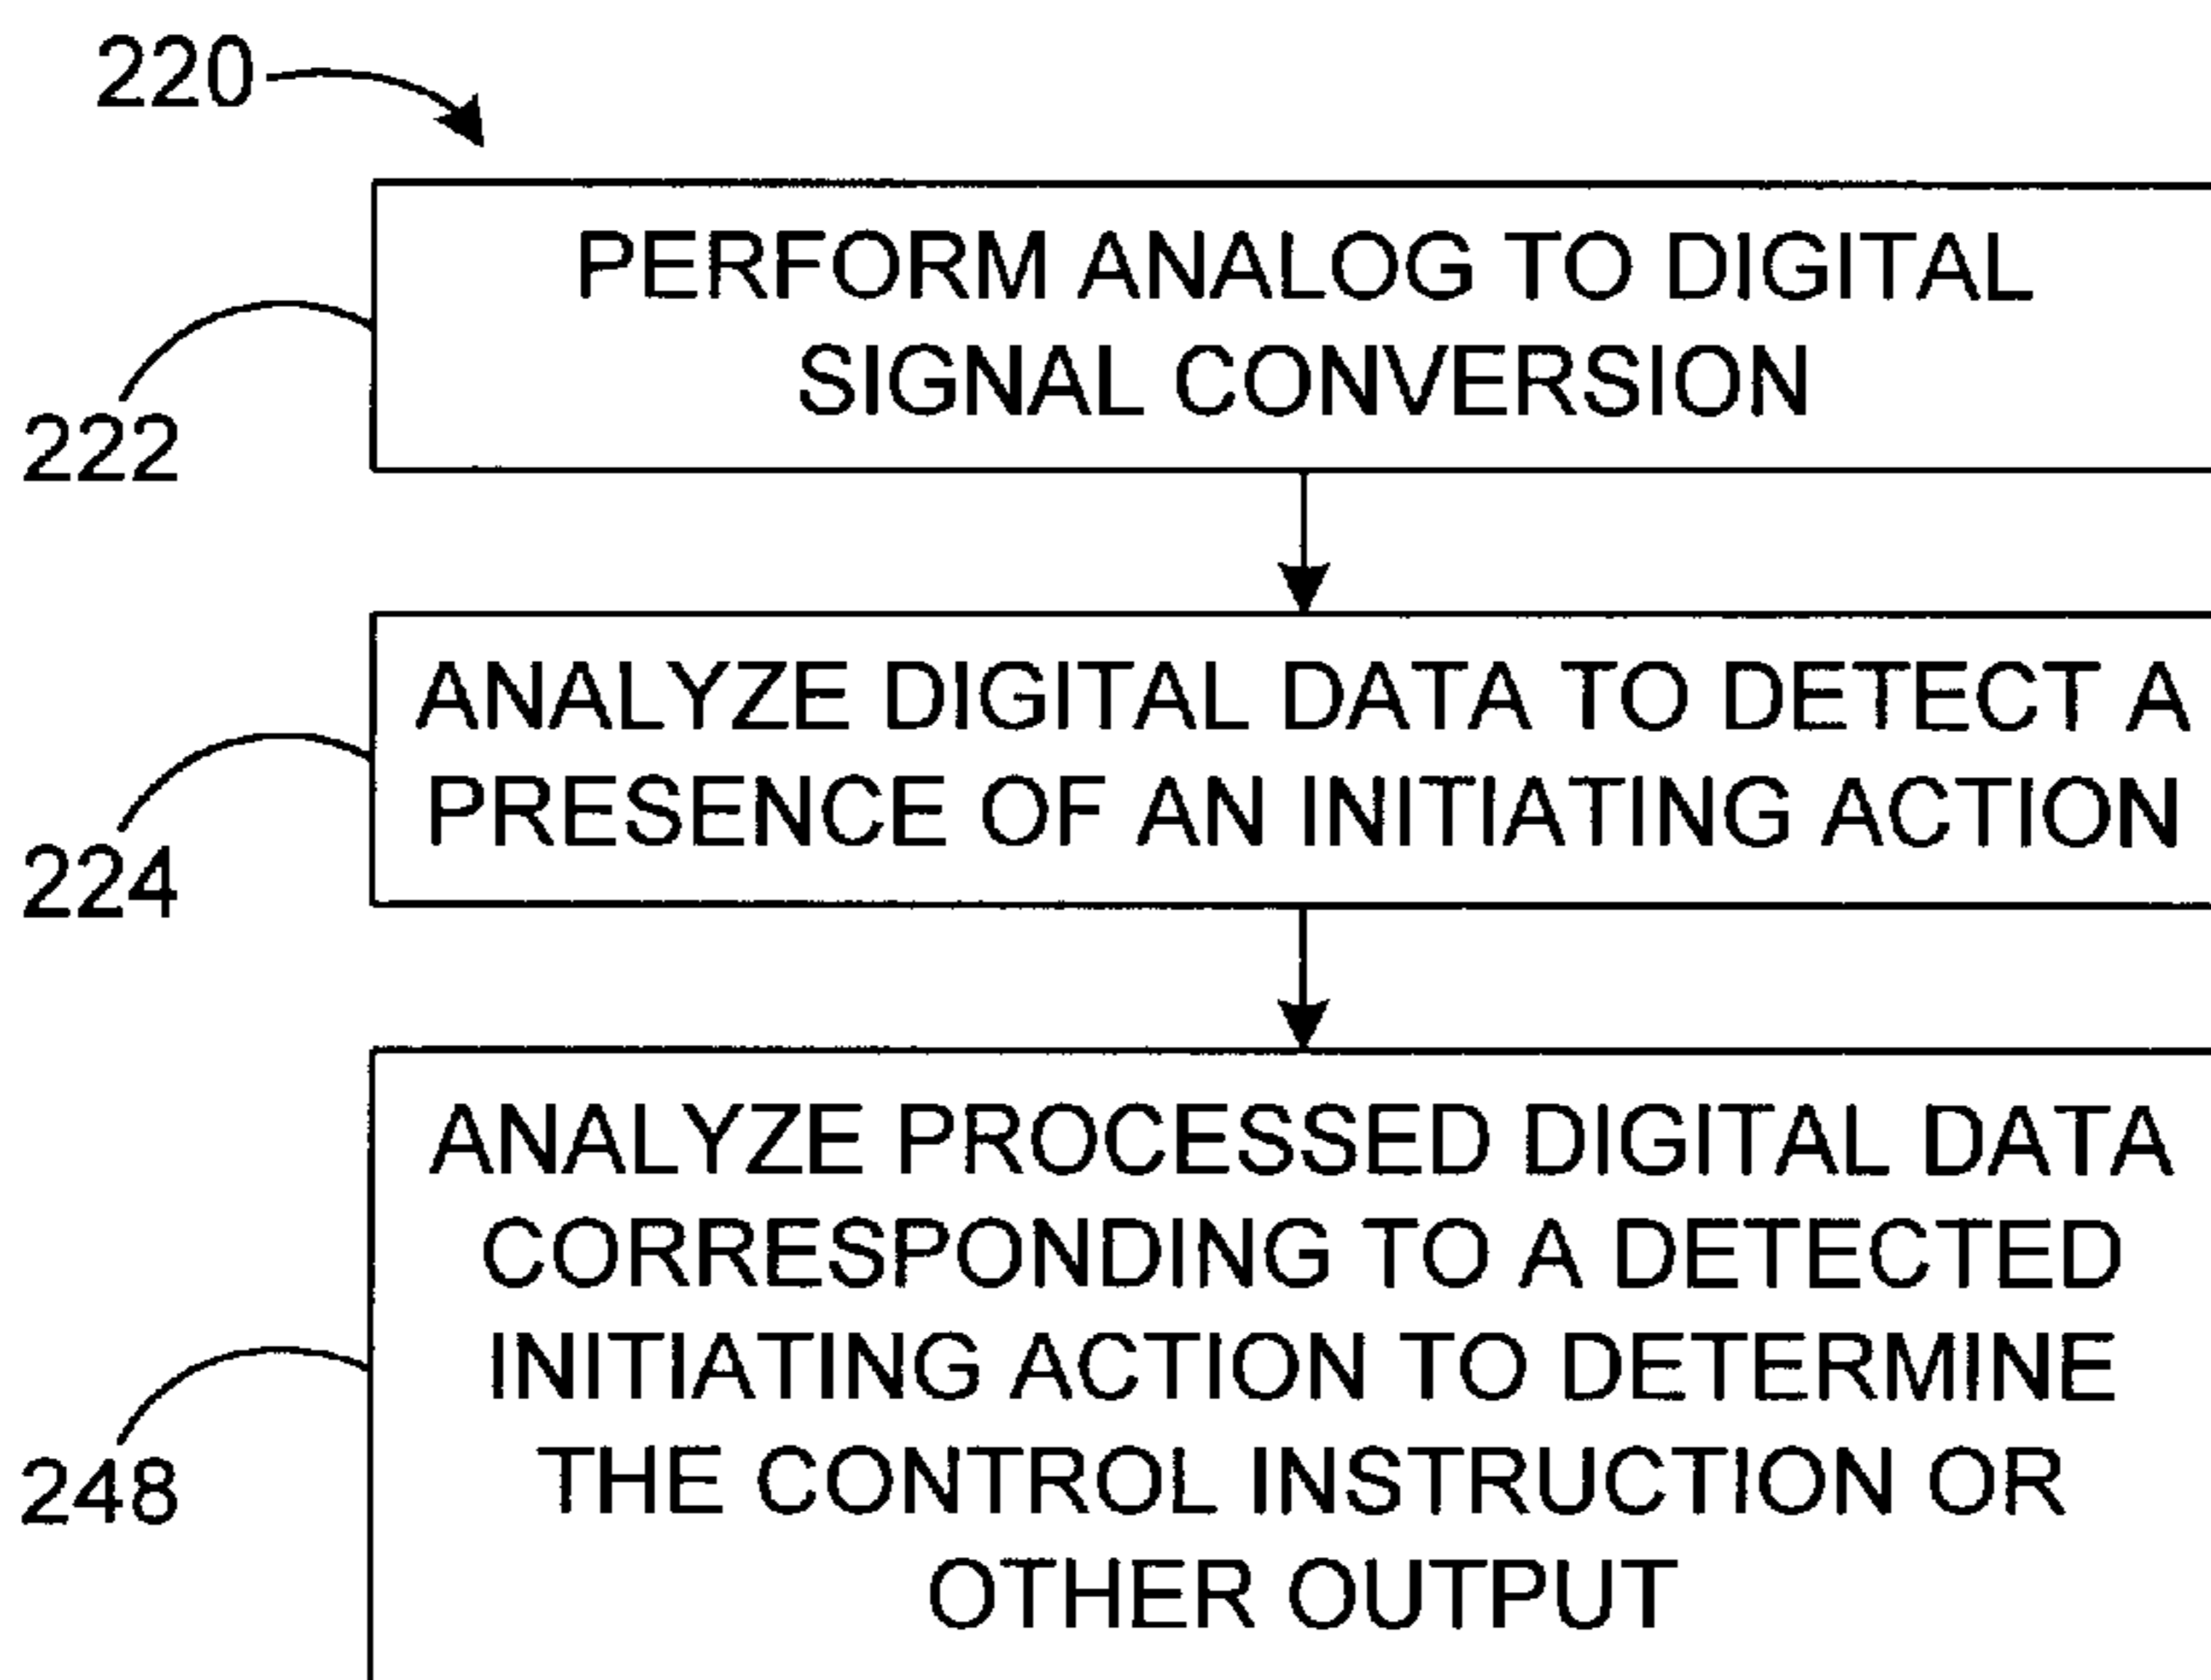 220
PERFORM ANALOG TO DIGITAL
SIGNAL CONVERSION
222
ANALYZE DIGITAL DATA TO DETECT A
PRESENCE OF AN INITIATING ACTION
224
ANALYZE PROCESSED DIGITAL DATA
CORRESPONDING TO A DETECTED
INITIATING ACTION TO DETERMINE
THE CONTROL INSTRUCTION OR
OTHER OUTPUT
248